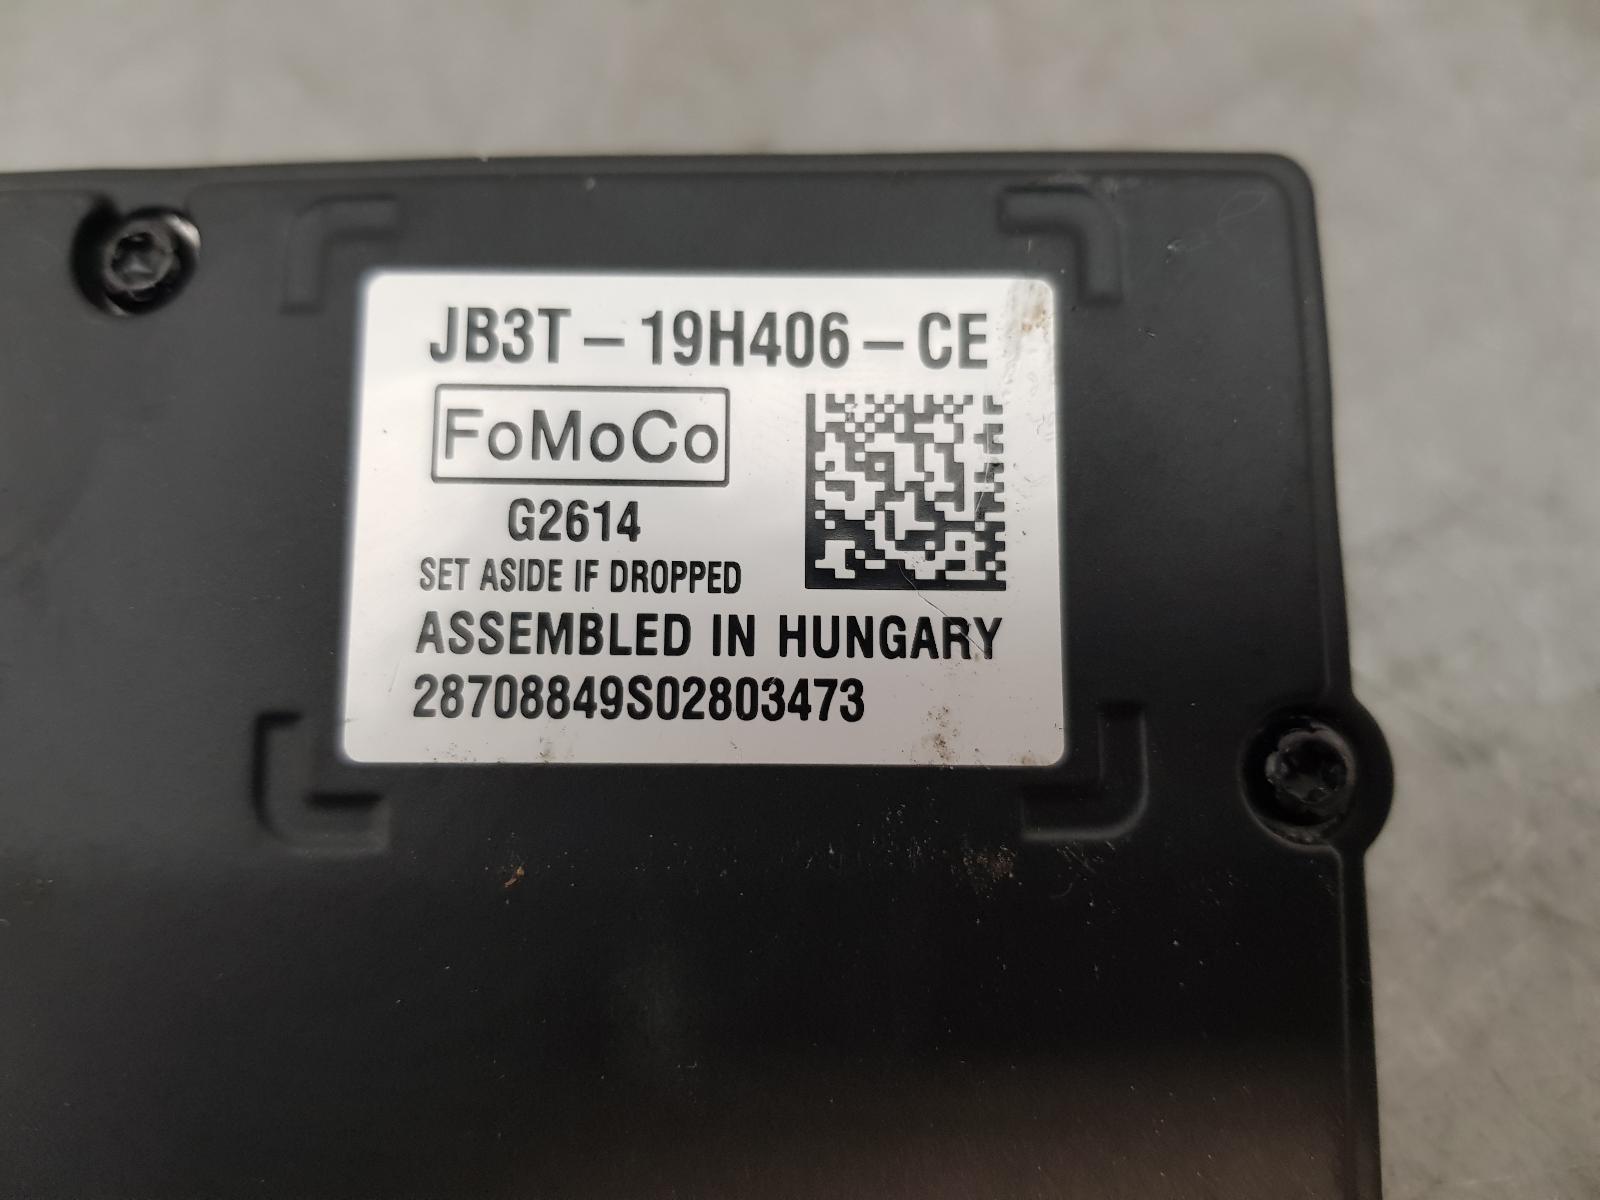 JB3T – 19H406 – CE
FoMoCo
G2614
SET ASIDE IF DROPPED
ASSEMBLED IN HUNGARY
28708849S02803473